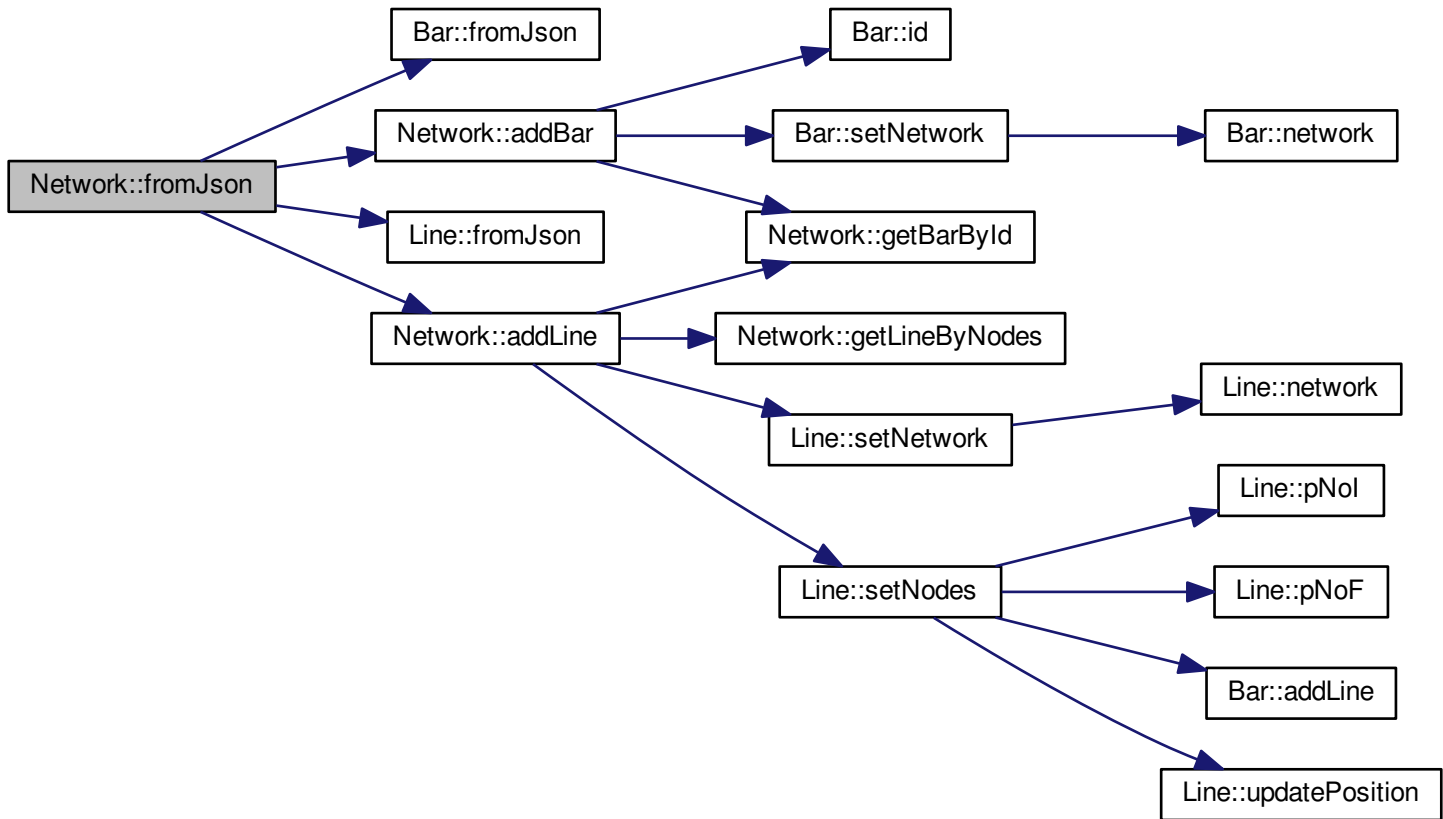 Bar::fromJson
Bar::id
Network::addBar
Bar::setNetwork
Bar::network
Network::fromJson
Line::fromJson
Network::getBarById
Network::addLine
Network::getLineByNodes
Line::network
Line::setNetwork
Line::pNoI
Line::setNodes
Line::pNoF
Bar::addLine
Line::updatePosition